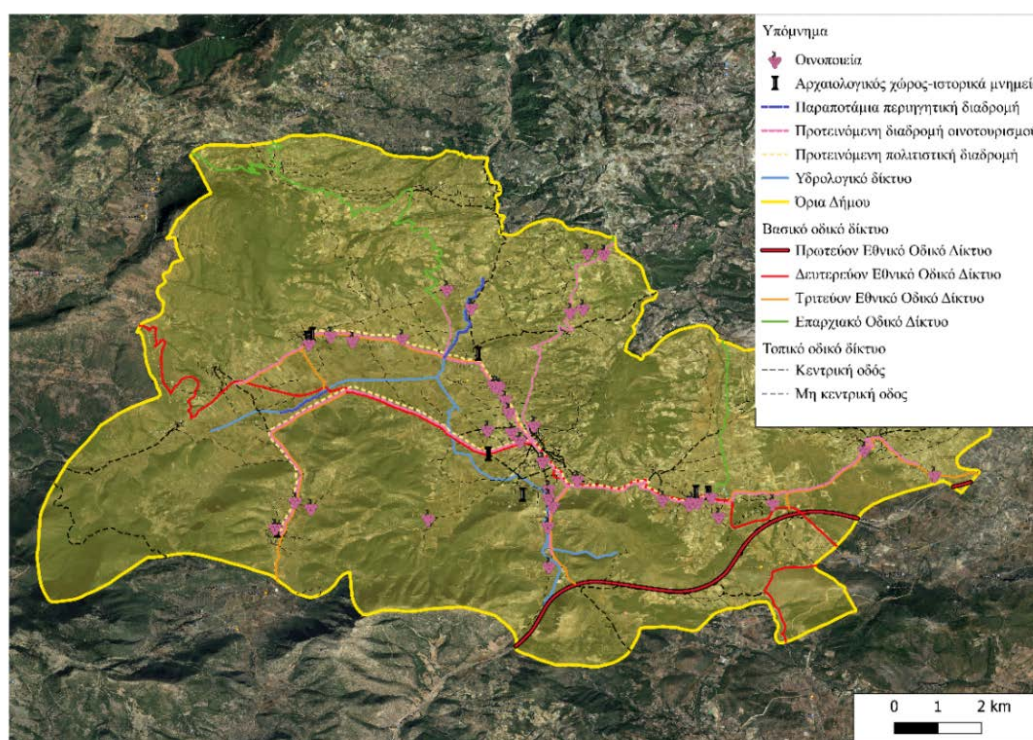 Υπόμνημα
Οινοποιεία
Αρχαιολογικός χώρος-ιστορικά μνημεί
Παραποτάμια περιηγητική διαδρομή
Προτεινόμενη διαδρομή οινοτουρισμού
Προτεινόμενη πολιτιστική διαδρομή
Υδρολογικό δίκτυο
Όρια Δήμου
Βασικό οδικό δίκτυο
Πρωτεύον Εθνικό Οδικό Δίκτυο
Δευτερεύον Εθνικό Οδικό Δίκτυο
Τριτεύον Εθνικό Οδικό Δίκτυο
Επαρχιακό Οδικό Δίκτυο
Τοπικό οδικό δίκτυο
Κεντρική οδός
Μη κεντρική οδος
0 1 2 km